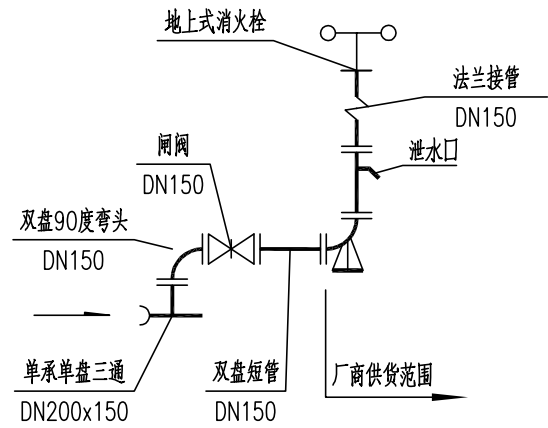 地上式消火栓
法兰接管
DN150
泄水口
闸阀
DN150
双盘90度弯头
DN150
单承单盘三通
DN200x150
双盘短管
DN150
厂商供货范围